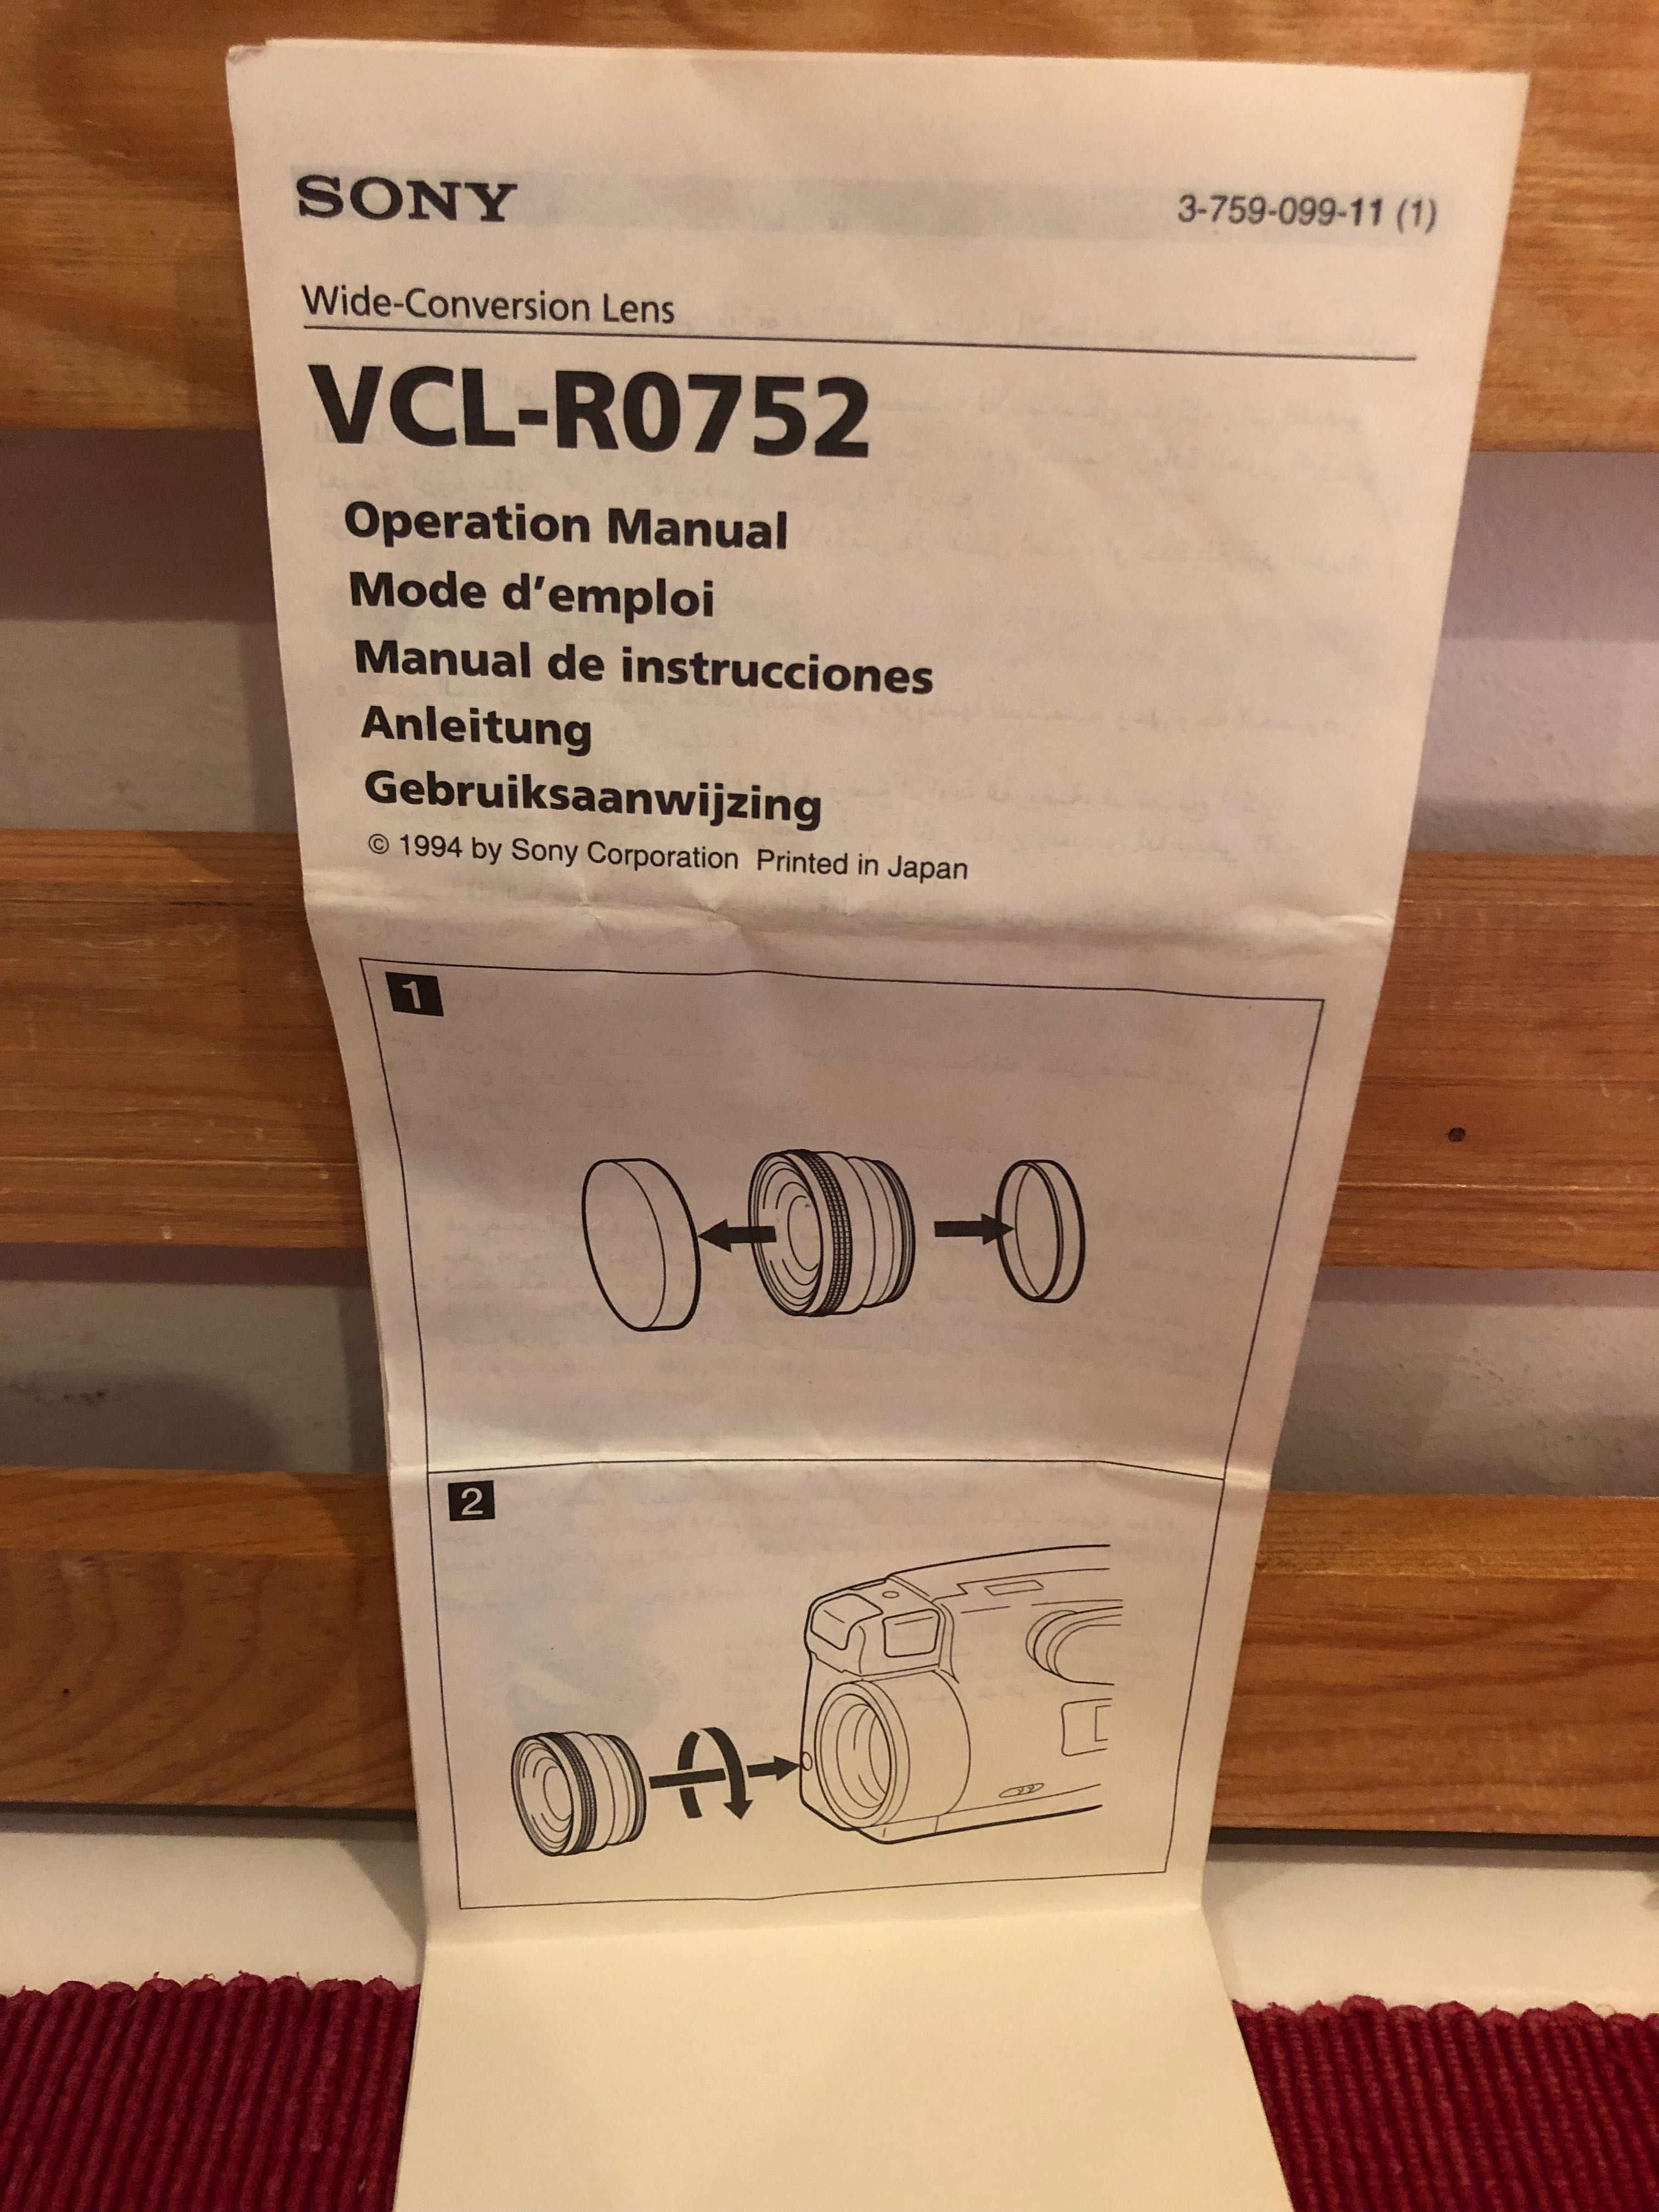 SONY
3-759-099-11 (1)
Wide-Conversion Lens
VCL-R0752
Operation Manual
Mode d'emploi
Manual de instrucciones
Anleitung
Gebruiksaanwijzing
© 1994 by Sony Corporation Printed in Japan
1
2